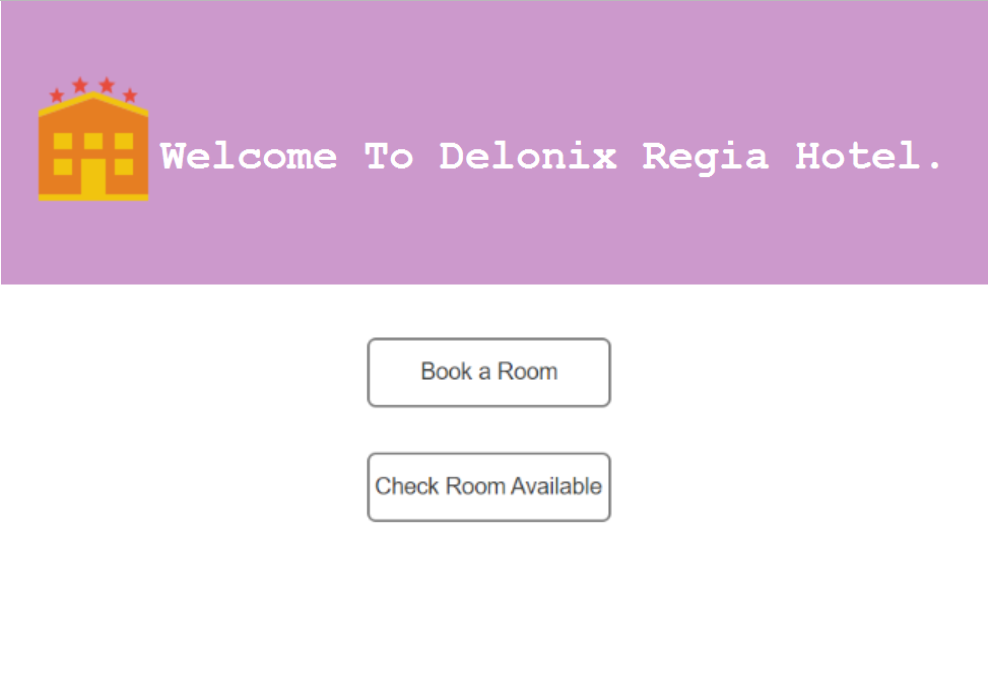 Welcome To Delonix Regia Hotel.
Book a Room
Check Room Available